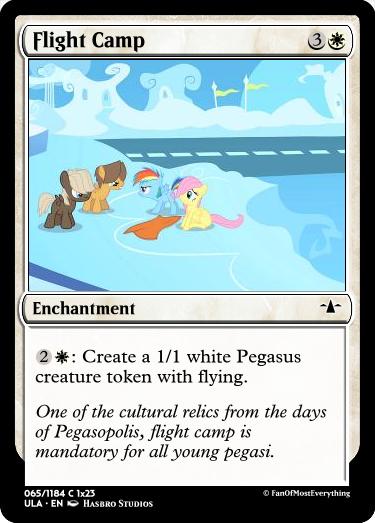 Flight Camp 3
Enchantment
2 : Create a 1/1 white Pegasus
creature token with flying.
One of the cultural relics from the days
of Pegasopolis, flight camp is
mandatory for all young pegasi.
065/1184 C 1x23
ULA • EN Hasbro Studios
© FanOfMostEverything